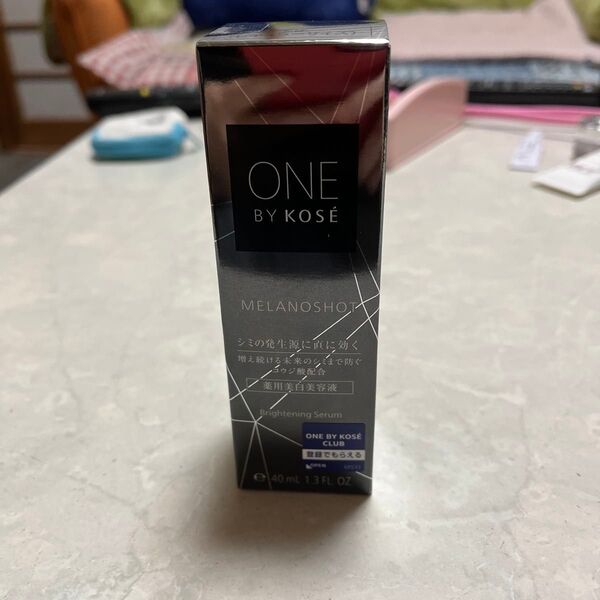 ONE
BY KOSÉ
MELANOSHOT
シミの発生源に直に効く
増え続ける未来のシミまで防ぐ
コウジ酸配合
薬用美白美容液
Brightening Serum
ONE BY KOSÉ
CLUB
登録でもらえる
OPEN
40 mL 1.3 FL. OZ